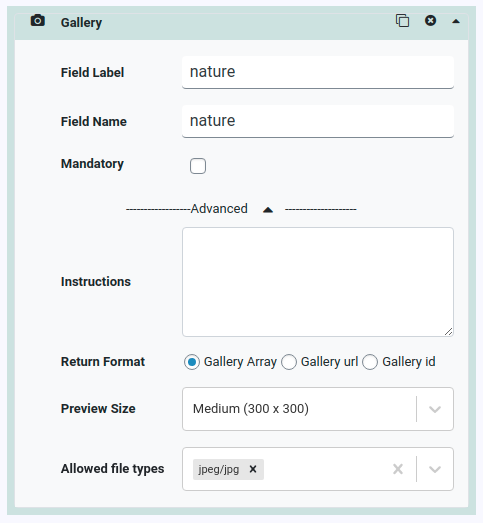 Gallery
Field Label nature
Field Name nature
Mandatory
------------------Advanced --------------------
Instructions
Return Format Gallery Array Gallery url Gallery id
Preview Size Medium (300 x 300)
Allowed file types jpeg/jpg